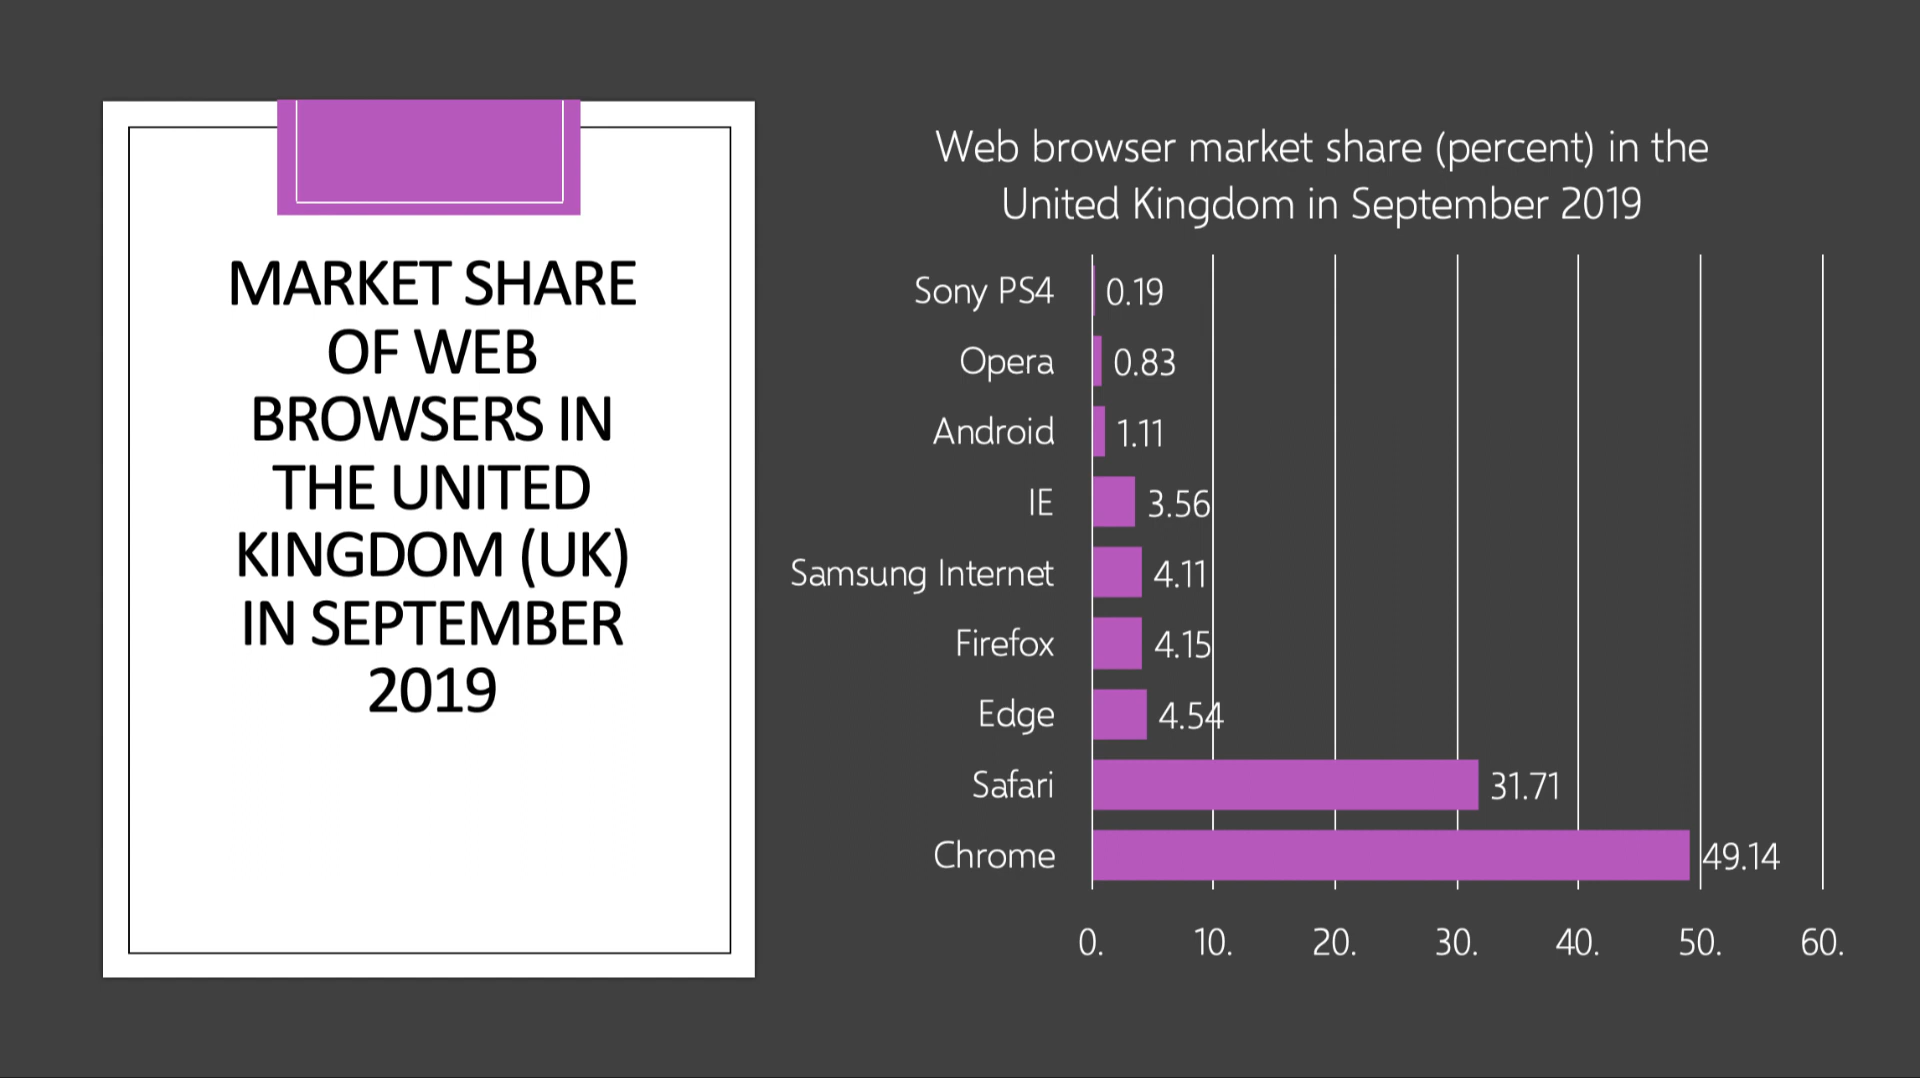 MARKET SHARE
OF WEB
BROWSERS IN
THE UNITED
KINGDOM (UK)
IN SEPTEMBER
2019
Web browser market share (percent) in the
United Kingdom in September 2019
Sony PS4 0.19
Opera 0.83
Android 1.11
IE 3.56
Samsung Internet 4.11
Firefox 4.15
Edge 4.54
Safari 31.71
Chrome 49.14
0. 10. 20. 30. 40. 50. 60.